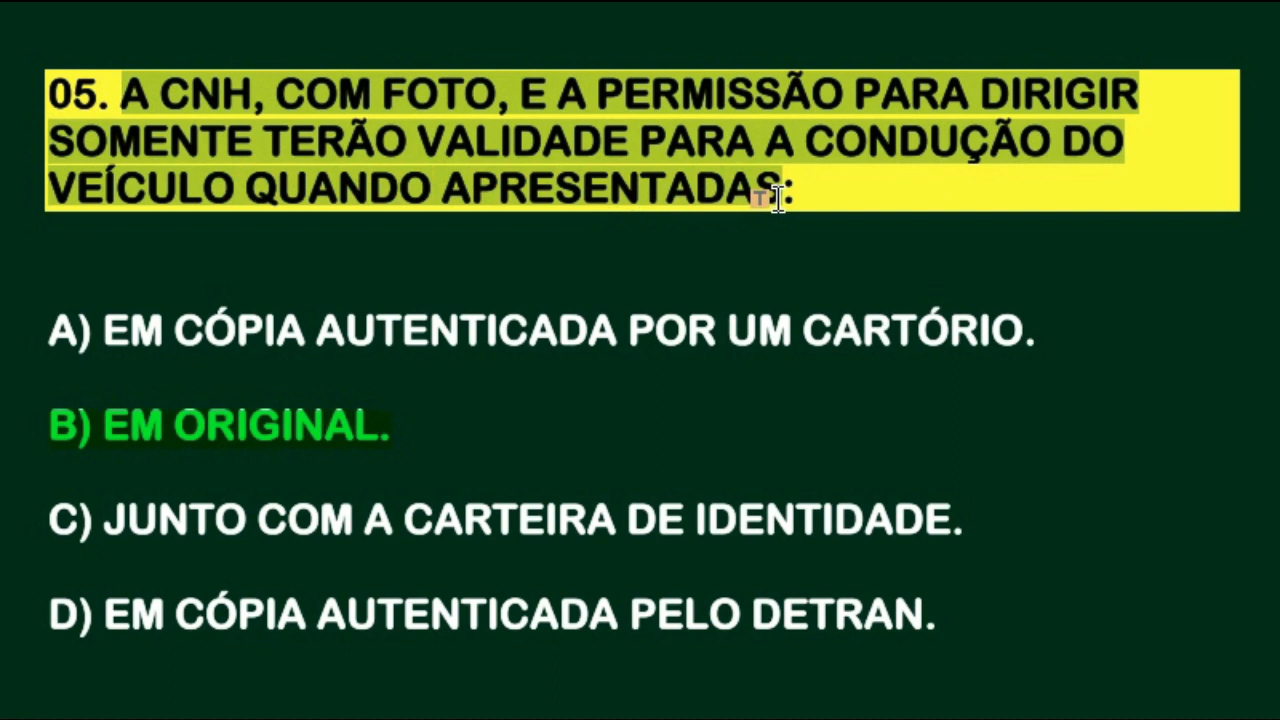 05. A CNH, COM FOTO, E A PERMISSÃO PARA DIRIGIR
SOMENTE TERÃO VALIDADE PARA A CONDUÇÃO DO
VEÍCULO QUANDO APRESENTADAS:
A) EM CÓPIA AUTENTICADA POR UM CARTÓRIO.
B) EM ORIGINAL.
C) JUNTO COM A CARTEIRA DE IDENTIDADE.
D) EM CÓPIA AUTENTICADA PELO DETRAN.